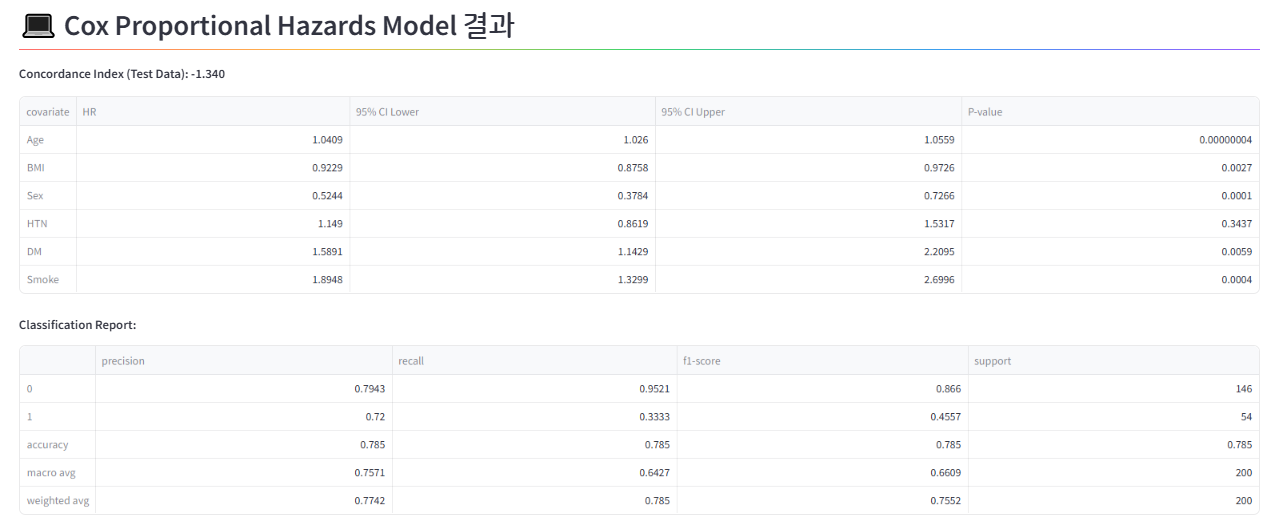 💻 Cox Proportional Hazards Model 결과
Concordance Index (Test Data): -1.340
covariate HR 95% CI Lower 95% CI Upper P-value
Age 1.0409 1.026 1.0559 0.00000004
BMI 0.9229 0.8758 0.9726 0.0027
Sex 0.5244 0.3784 0.7266 0.0001
HTN 1.149 0.8619 1.5317 0.3437
DM 1.5891 1.1429 2.2095 0.0059
Smoke 1.8948 1.3299 2.6996 0.0004
Classification Report:
precision recall f1-score support
0 0.7943 0.9521 0.866 146
1 0.72 0.3333 0.4557 54
accuracy 0.785 0.785 0.785 0.785
macro avg 0.7571 0.6427 0.6609 200
weighted avg 0.7742 0.785 0.7552 200